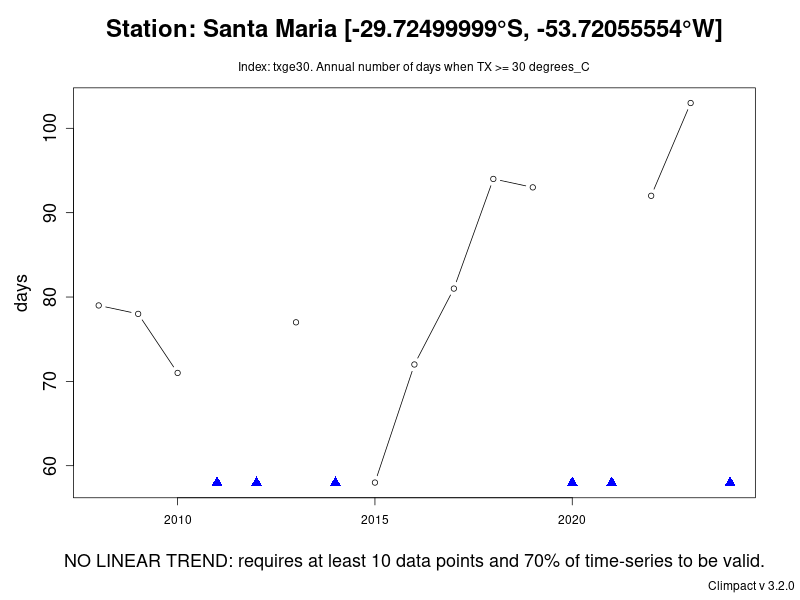 Station: Santa Maria [-29.72499999°S, -53.72055554°W]
Index: txge30. Annual number of days when TX >= 30 degrees_C
100
90
80
70
60
days
2010 2015 2020
NO LINEAR TREND: requires at least 10 data points and 70% of time-series to be valid.
Climpact v 3.2.0